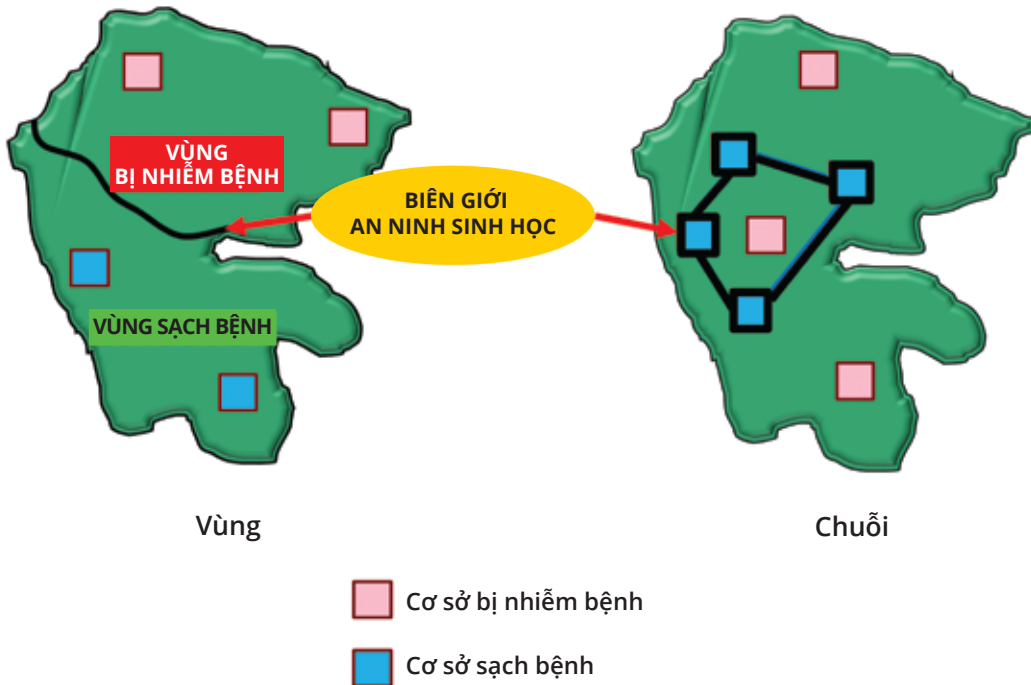 VÙNG
BỊ NHIỄM BỆNH
BIÊN GIỚI
AN NINH SINH HỌC
VÙNG SẠCH BỆNH
Vùng
Chuỗi
Cơ sở bị nhiễm bệnh
Cơ sở sạch bệnh